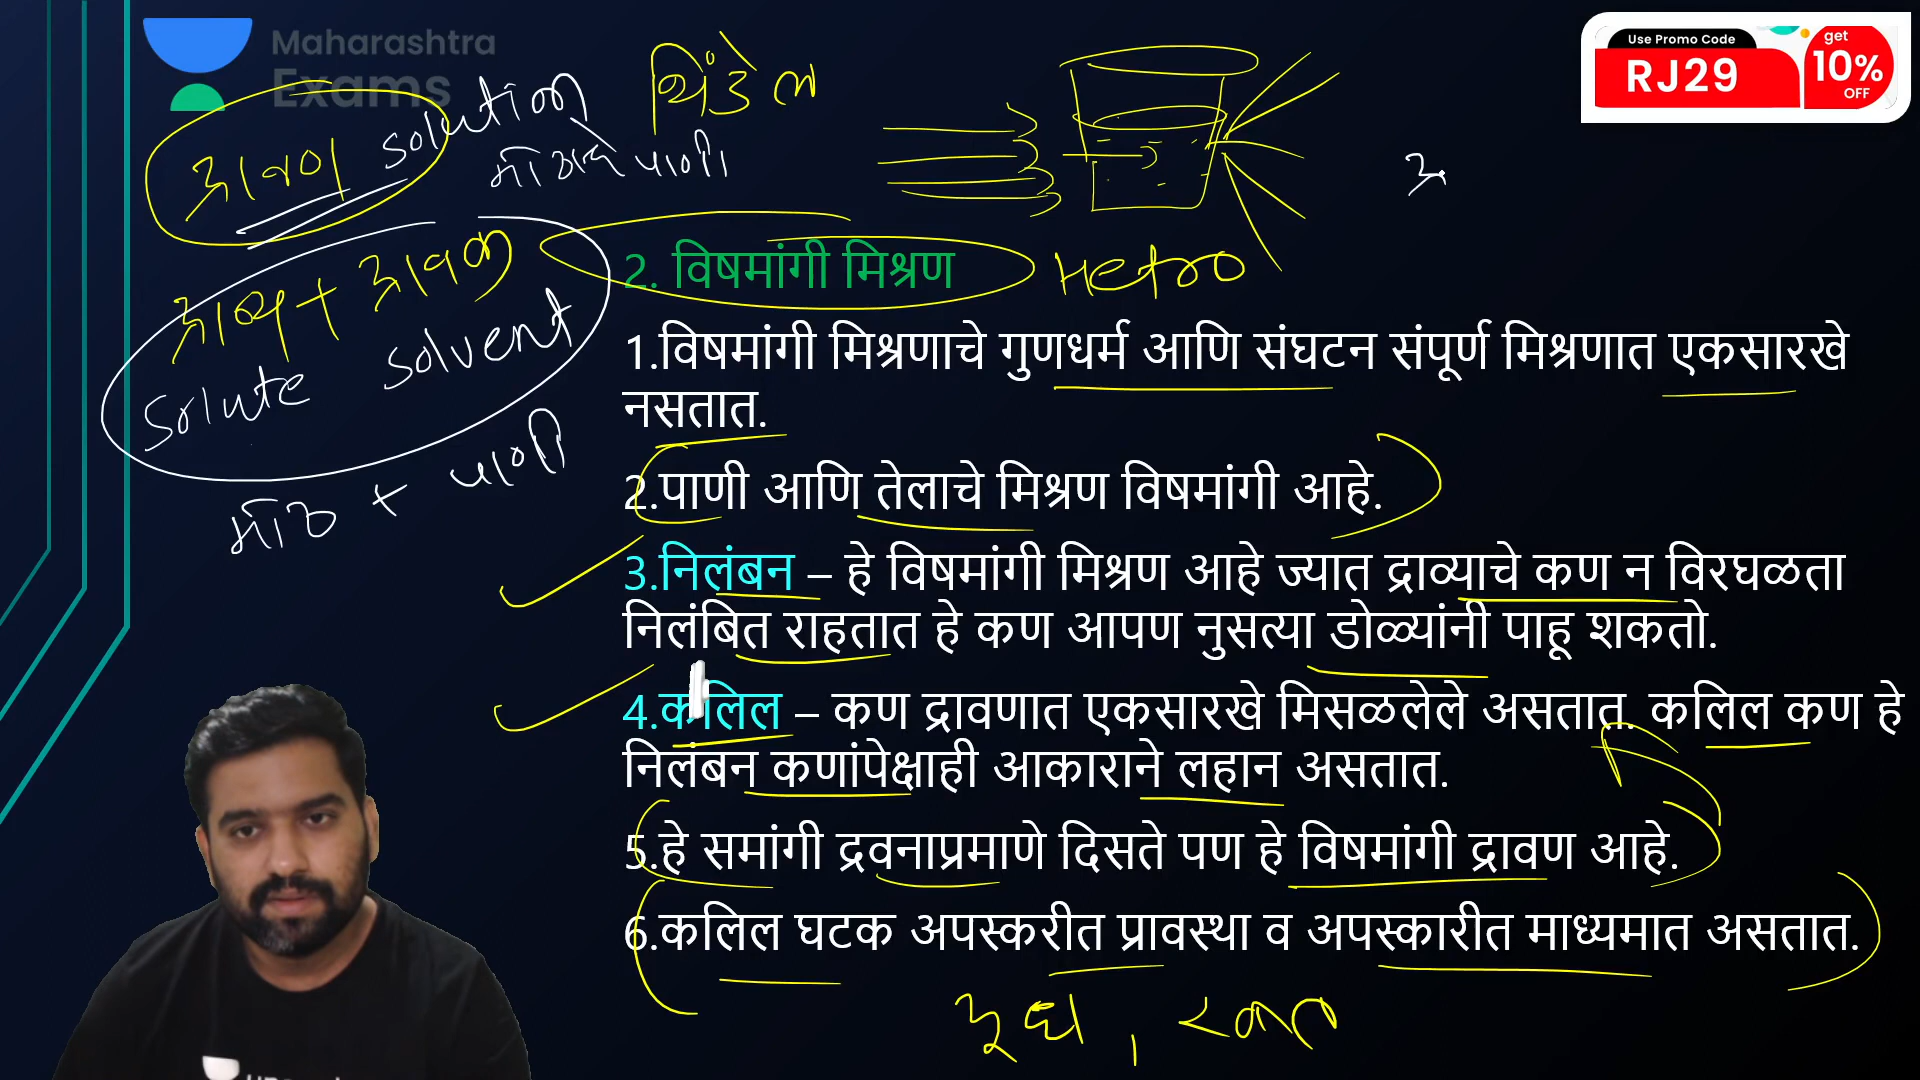 Maharashtra
Exams
Use Promo Code
RJ29
get
10%
OFF
टिंडेल
द्रावण solution
मीठाचे पाणी
द्राव्य + द्रावक
solute solvent
मीठ + पाणी
2. विषमांगी मिश्रण
Hetro
1.विषमांगी मिश्रणाचे गुणधर्म आणि संघटन संपूर्ण मिश्रणात एकसारखे
नसतात.
2.पाणी आणि तेलाचे मिश्रण विषमांगी आहे.
3.निलंबन – हे विषमांगी मिश्रण आहे ज्यात द्राव्याचे कण न विरघळता
निलंबित राहतात हे कण आपण नुसत्या डोळ्यांनी पाहू शकतो.
4.कलिल – कण द्रावणात एकसारखे मिसळलेले असतात. कलिल कण हे
निलंबन कणांपेक्षाही आकाराने लहान असतात.
5.हे समांगी द्रवनाप्रमाणे दिसते पण हे विषमांगी द्रावण आहे.
6.कलिल घटक अपस्करीत प्रावस्था व अपस्कारीत माध्यमात असतात.
दूध , रक्त